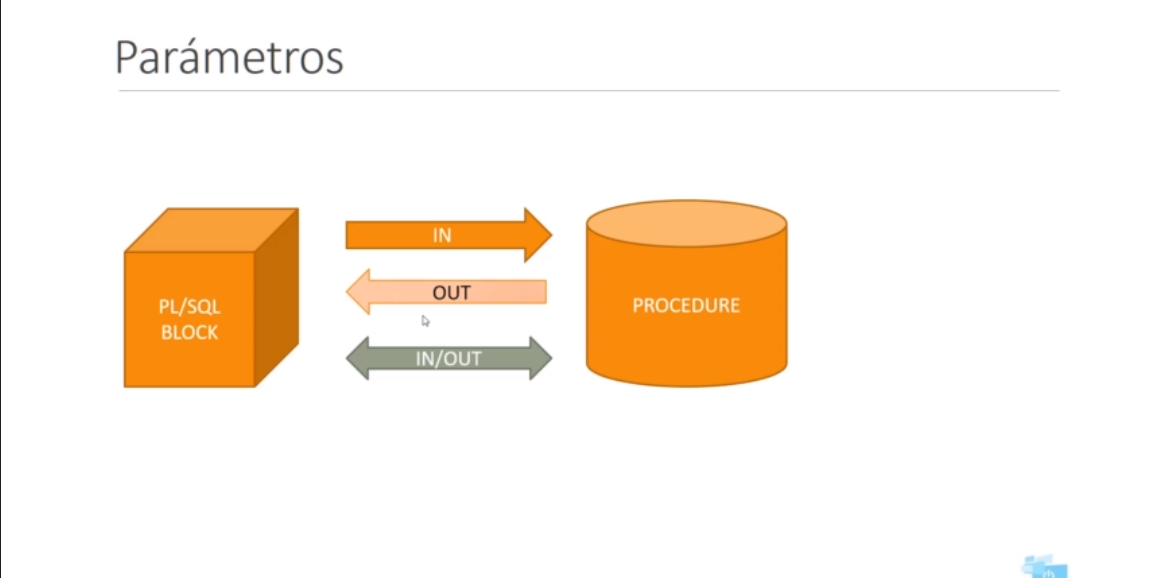 Parámetros
IN
OUT
PL/SQL
BLOCK
PROCEDURE
IN/OUT